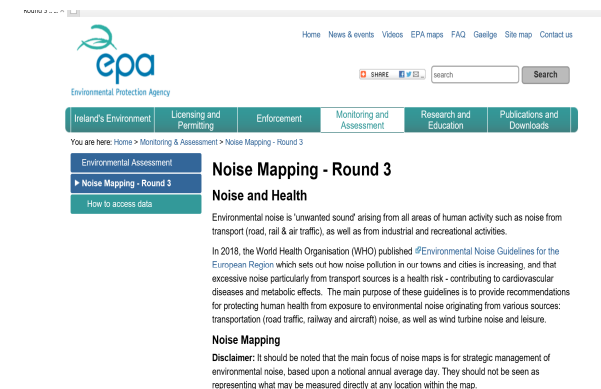 Home News & events Videos EPA maps FAQ Gaeilge Site map Contact us
epa
Environmental Protection Agency
SHARE
search
Search
Ireland's Environment
Licensing and
Permitting
Enforcement
Monitoring and
Assessment
Research and
Education
Publications and
Downloads
You are here: Home > Monitoring & Assessment > Noise Mapping - Round 3
Environmental Assessment
Noise Mapping - Round 3
How to access data
Noise Mapping - Round 3
Noise and Health
Environmental noise is 'unwanted sound' arising from all areas of human activity such as noise from
transport (road, rail & air traffic), as well as from industrial and recreational activities.
In 2018, the World Health Organisation (WHO) published Environmental Noise Guidelines for the
European Region which sets out how noise pollution in our towns and cities is increasing, and that
excessive noise particularly from transport sources is a health risk - contributing to cardiovascular
diseases and metabolic effects. The main purpose of these guidelines is to provide recommendations
for protecting human health from exposure to environmental noise originating from various sources:
transportation (road traffic, railway and aircraft) noise, as well as wind turbine noise and leisure.
Noise Mapping
Disclaimer: It should be noted that the main focus of noise maps is for strategic management of
environmental noise, based upon a notional annual average day. They should not be seen as
representing what may be measured directly at any location within the map.